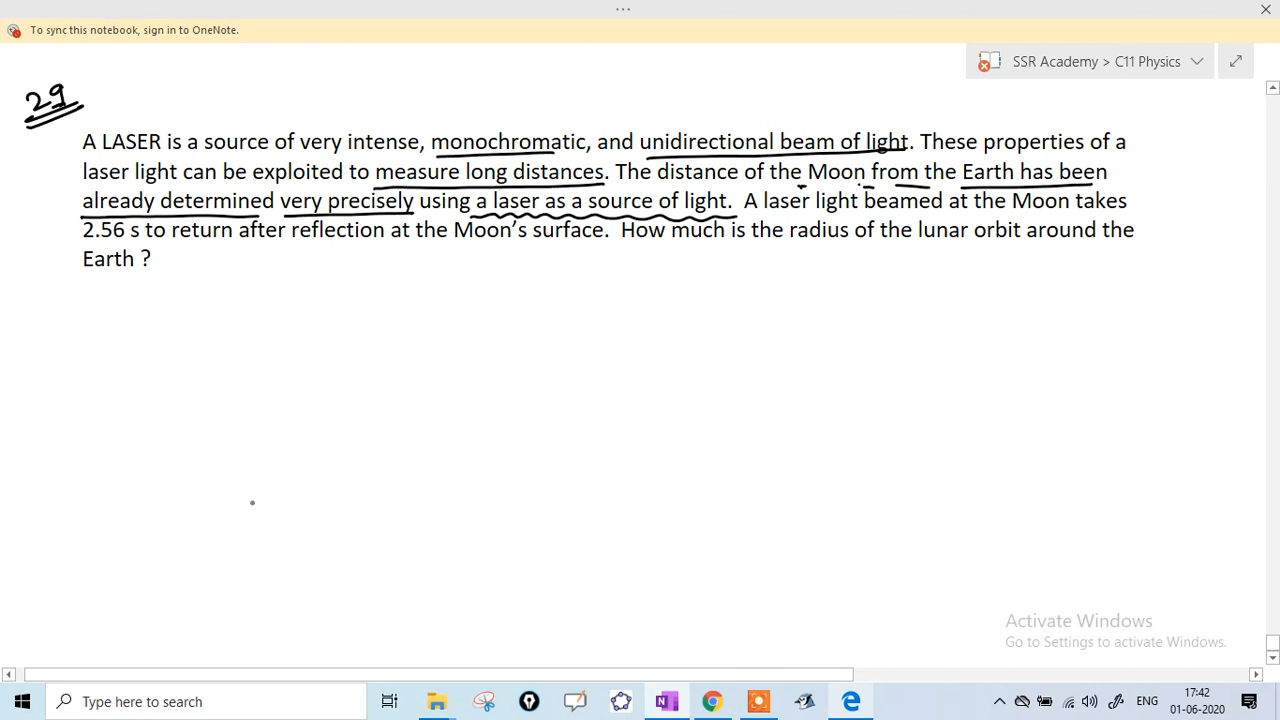 To sync this notebook, sign in to OneNote.
SSR Academy > C11 Physics
29
A LASER is a source of very intense, monochromatic, and unidirectional beam of light. These properties of a
laser light can be exploited to measure long distances. The distance of the Moon from the Earth has been
already determined very precisely using a laser as a source of light. A laser light beamed at the Moon takes
2.56 s to return after reflection at the Moon’s surface. How much is the radius of the lunar orbit around the
Earth ?
Activate Windows
Go to Settings to activate Windows.
Type here to search
ENG
17:42
01-06-2020